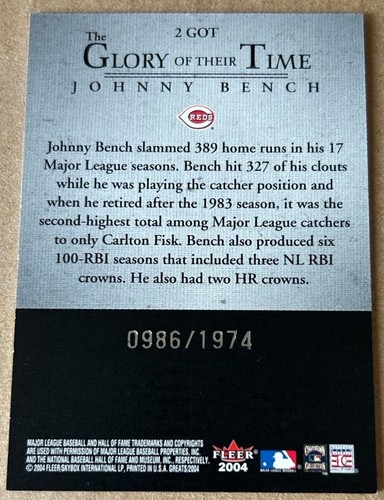 2 GOT
The
GLORY OF THEIR TIME
JOHNNY BENCH
REDS
Johnny Bench slammed 389 home runs in his 17
Major League seasons. Bench hit 327 of his clouts
while he was playing the catcher position and
when he retired after the 1983 season, it was the
second-highest total among Major League catchers
to only Carlton Fisk. Bench also produced six
100-RBI seasons that included three NL RBI
crowns. He also had two HR crowns.
0986/1974
MAJOR LEAGUE BASEBALL AND HALL OF FAME TRADEMARKS AND COPYRIGHTS
ARE USED WITH PERMISSION OF MAJOR LEAGUE BASEBALL PROPERTIES, INC.
AND THE NATIONAL BASEBALL HALL OF FAME AND MUSEUM, INC., RESPECTIVELY.
© 2004 FLEER/SKYBOX INTERNATIONAL LP, PRINTED IN U.S.A. GREATS/2004
FLEER
2004